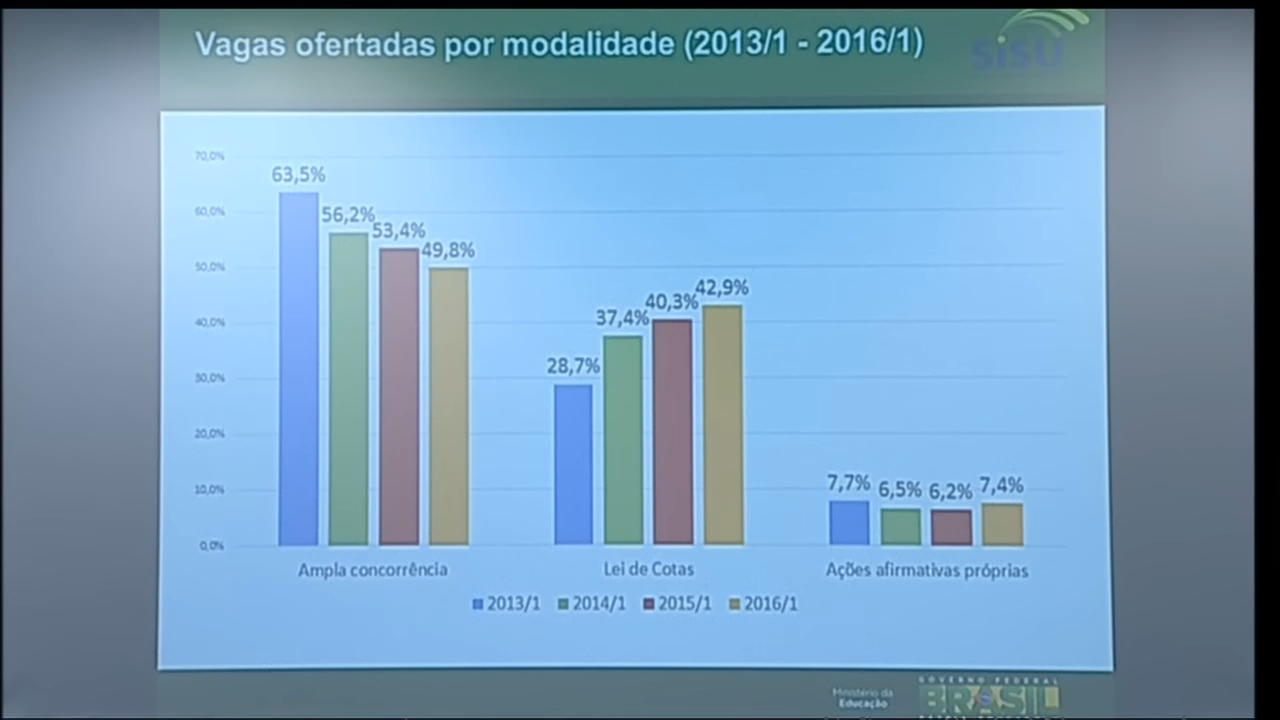 Vagas ofertadas por modalidade (2013/1 - 2016/1)
SiSU
70,0%
63,5%
60,0%
56,2%
53,4%
49,8%
50,0%
42,9%
40,3%
37,4%
40,0%
28,7%
30,0%
20,0%
10,0%
7,7%
6,5%
6,2%
7,4%
0,0%
Ampla concorrência
Lei de Cotas
Ações afirmativas próprias
2013/1 2014/1 2015/1 2016/1
Ministério da
Educação
GOVERNO FEDERAL
BRASIL